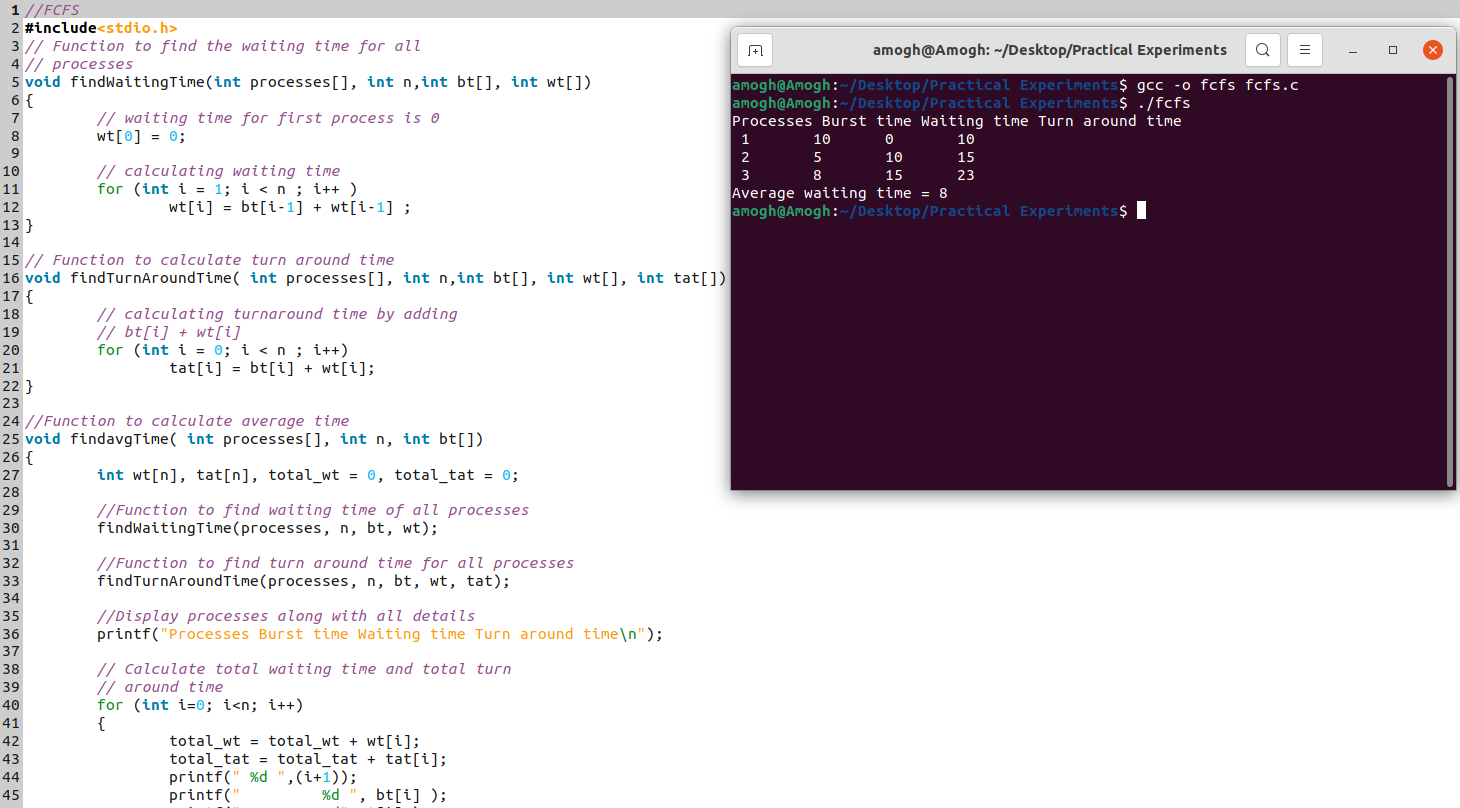 1 //FCFS
2 #include<stdio.h>
3 // Function to find the waiting time for all
4 // processes
5 void findWaitingTime(int processes[], int n,int bt[], int wt[])
6 {
7 // waiting time for first process is 0
8 wt[0] = 0;
9
10 // calculating waiting time
11 for (int i = 1; i < n ; i++ )
12 wt[i] = bt[i-1] + wt[i-1] ;
13 }
14
15 // Function to calculate turn around time
16 void findTurnAroundTime( int processes[], int n,int bt[], int wt[], int tat[])
17 {
18 // calculating turnaround time by adding
19 // bt[i] + wt[i]
20 for (int i = 0; i < n ; i++)
21 tat[i] = bt[i] + wt[i];
22 }
23
24 //Function to calculate average time
25 void findavgTime( int processes[], int n, int bt[])
26 {
27 int wt[n], tat[n], total_wt = 0, total_tat = 0;
28
29 //Function to find waiting time of all processes
30 findWaitingTime(processes, n, bt, wt);
31
32 //Function to find turn around time for all processes
33 findTurnAroundTime(processes, n, bt, wt, tat);
34
35 //Display processes along with all details
36 printf("Processes Burst time Waiting time Turn around time\n");
37
38 // Calculate total waiting time and total turn
39 // around time
40 for (int i=0; i<n; i++)
41 {
42 total_wt = total_wt + wt[i];
43 total_tat = total_tat + tat[i];
44 printf(" %d ",(i+1));
45 printf(" %d ", bt[i] );
amogh@Amogh: ~/Desktop/Practical Experiments
amogh@Amogh:~/Desktop/Practical Experiments$ gcc -o fcfs fcfs.c
amogh@Amogh:~/Desktop/Practical Experiments$ ./fcfs
Processes Burst time Waiting time Turn around time
1 10 0 10
2 5 10 15
3 8 15 23
Average waiting time = 8
amogh@Amogh:~/Desktop/Practical Experiments$